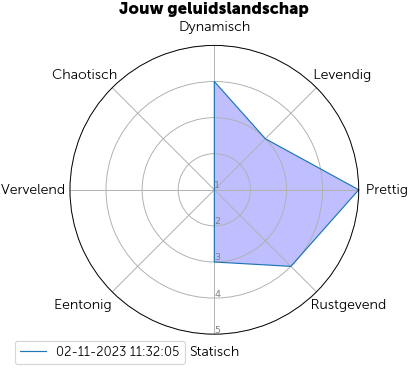 Jouw geluidslandschap
Dynamisch
Chaotisch
Levendig
Vervelend
Prettig
1
2
3
4
5
Eentonig
Rustgevend
02-11-2023 11:32:05
Statisch